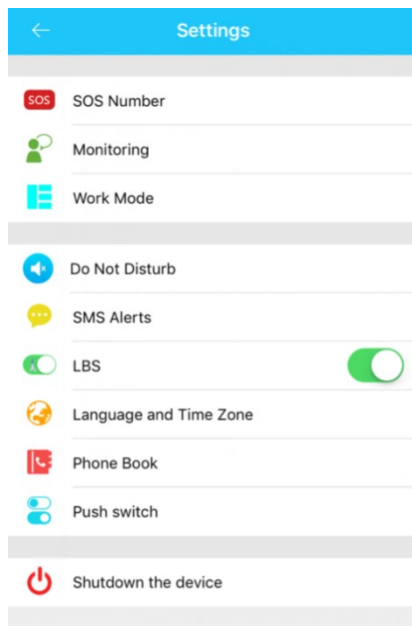 Settings
SOS SOS Number
Monitoring
Work Mode
Do Not Disturb
SMS Alerts
LBS
Language and Time Zone
Phone Book
Push switch
Shutdown the device